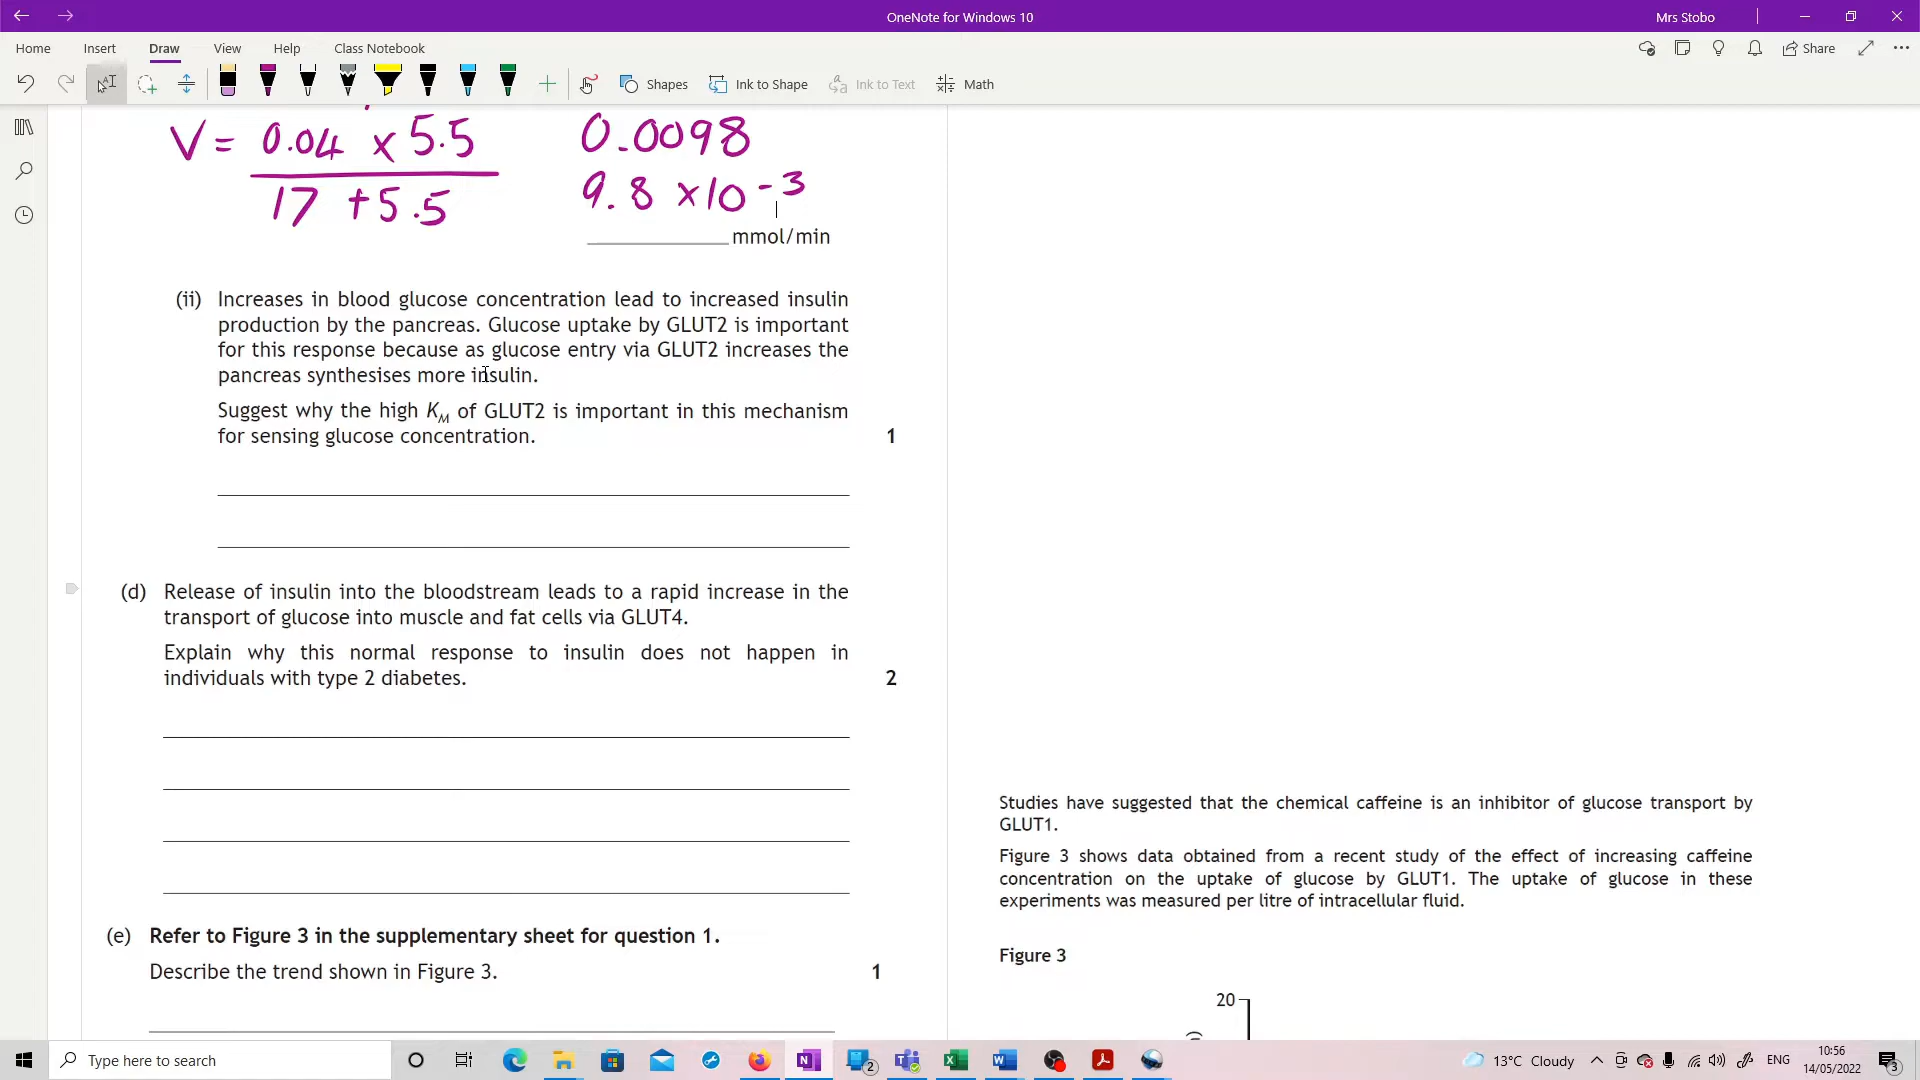 OneNote for Windows 10
Mrs Stobo
Home Insert Draw View Help Class Notebook
Share
Shapes Ink to Shape Ink to Text Math
V = 0.04 x 5.5
17 + 5.5
0.0098
9.8 x10 -3
mmol/min
(ii) Increases in blood glucose concentration lead to increased insulin
production by the pancreas. Glucose uptake by GLUT2 is important
for this response because as glucose entry via GLUT2 increases the
pancreas synthesises more insulin.
Suggest why the high KM of GLUT2 is important in this mechanism
for sensing glucose concentration. 1
(d) Release of insulin into the bloodstream leads to a rapid increase in the
transport of glucose into muscle and fat cells via GLUT4.
Explain why this normal response to insulin does not happen in
individuals with type 2 diabetes. 2
(e) Refer to Figure 3 in the supplementary sheet for question 1.
Describe the trend shown in Figure 3. 1
Studies have suggested that the chemical caffeine is an inhibitor of glucose transport by
GLUT1.
Figure 3 shows data obtained from a recent study of the effect of increasing caffeine
concentration on the uptake of glucose by GLUT1. The uptake of glucose in these
experiments was measured per litre of intracellular fluid.
Figure 3
20
Type here to search
13°C Cloudy
ENG
10:56
14/05/2022